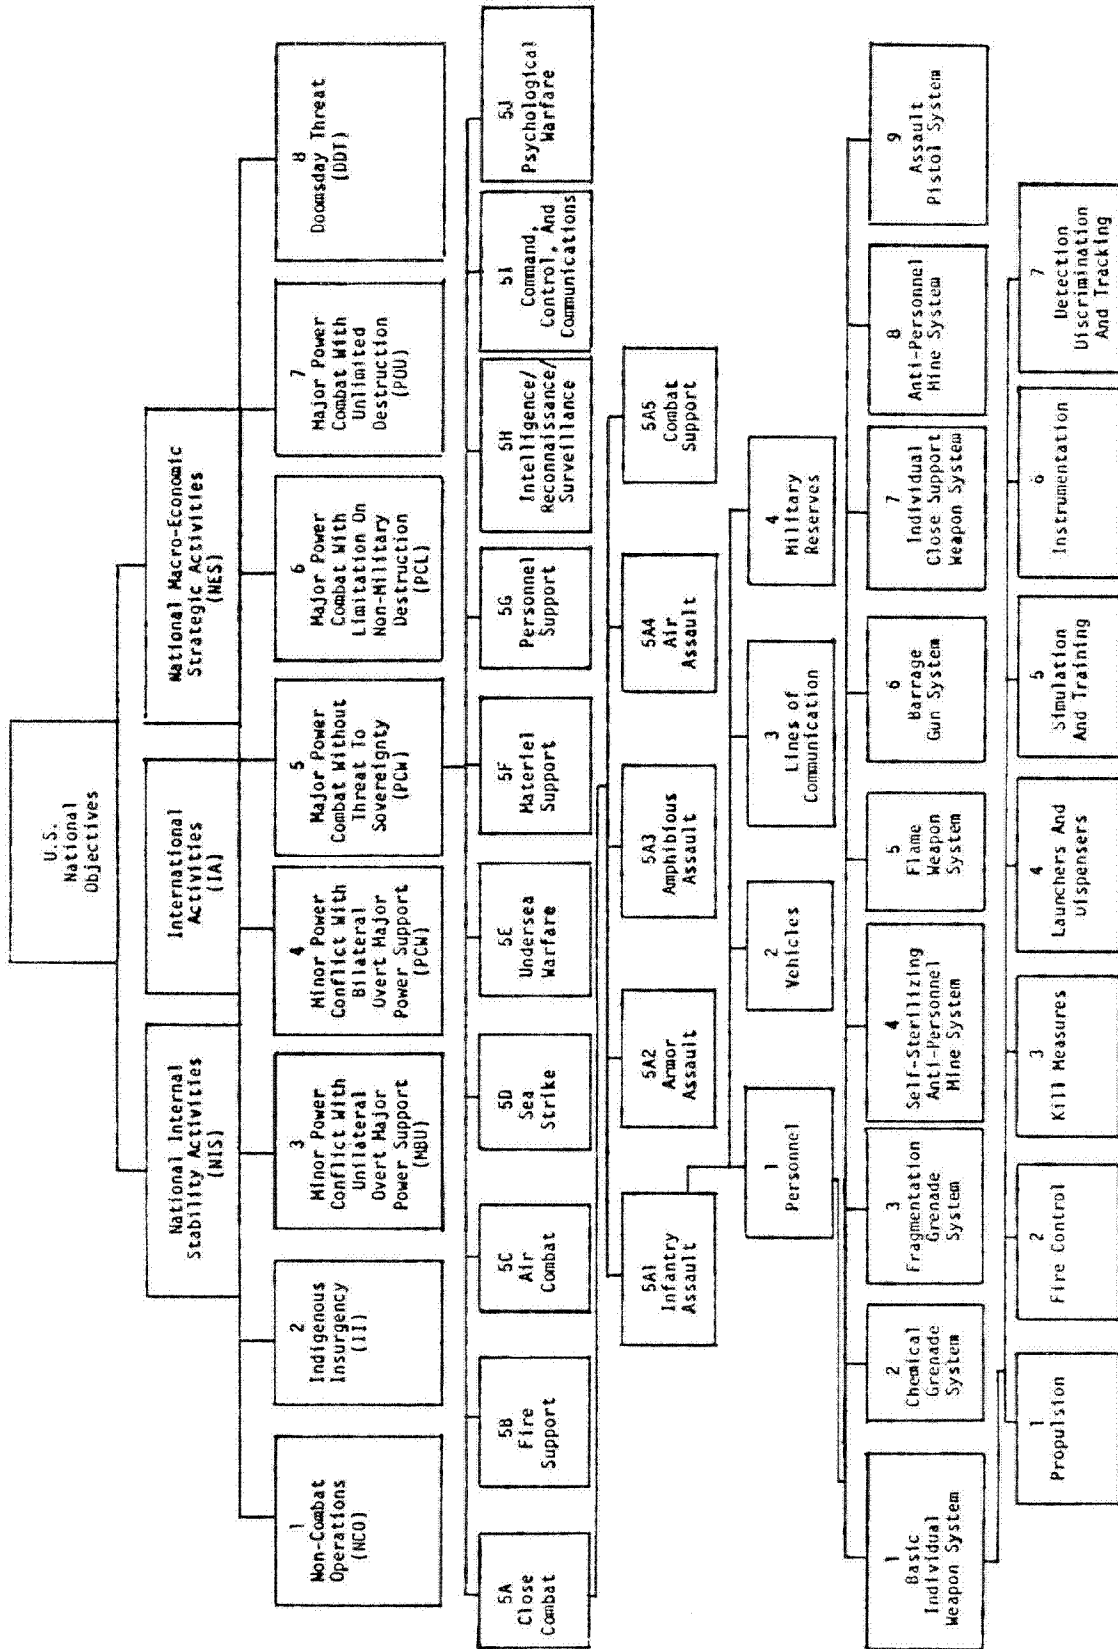 U.S.
National
Objectives
National Internal
Stability Activities
(NIS)
International
Activities
(IA)
National Macro-Economic
Strategic Activities
(NES)
1
Non-Combat
Operations
(NCO)
2
Indigenous
Insurgency
(II)
3
Minor Power
Conflict With
Unilateral
Overt Major
Power Support
(MBU)
4
Minor Power
Conflict With
Bilateral
Overt Major
Power Support
(PCW)
5
Major Power
Combat Without
Threat To
Sovereignty
(PCW)
6
Major Power
Combat With
Limitation On
Non-Military
Destruction
(PCL)
7
Major Power
Combat With
Unlimited
Destruction
(POU)
8
Doomsday Threat
(DDT)
5A
Close
Combat
5B
Fire
Support
5C
Air
Combat
5D
Sea
Strike
5E
Undersea
Warfare
5F
Materiel
Support
5G
Personnel
Support
5H
Intelligence/
Reconnaissance/
Surveillance
5I
Command,
Control, And
Communications
5J
Psychological
Warfare
5A1
Infantry
Assault
5A2
Armor
Assault
5A3
Amphibious
Assault
5A4
Air
Assault
5A5
Combat
Support
1
Personnel
2
Vehicles
3
Lines of
Communication
4
Military
Reserves
1
Basic
Individual
Weapon System
2
Chemical
Grenade
System
3
Fragmentation
Grenade
System
4
Self-Sterilizing
Anti-Personnel
Mine System
5
Flame
Weapon
System
6
Barrage
Gun System
7
Individual
Close Support
Weapon System
8
Anti-Personnel
Mine System
9
Assault
Pistol System
1
Propulsion
2
Fire Control
3
Kill Measures
4
Launchers And
Dispensers
5
Simulation
And Training
6
Instrumentation
7
Detection
Discrimination
And Tracking